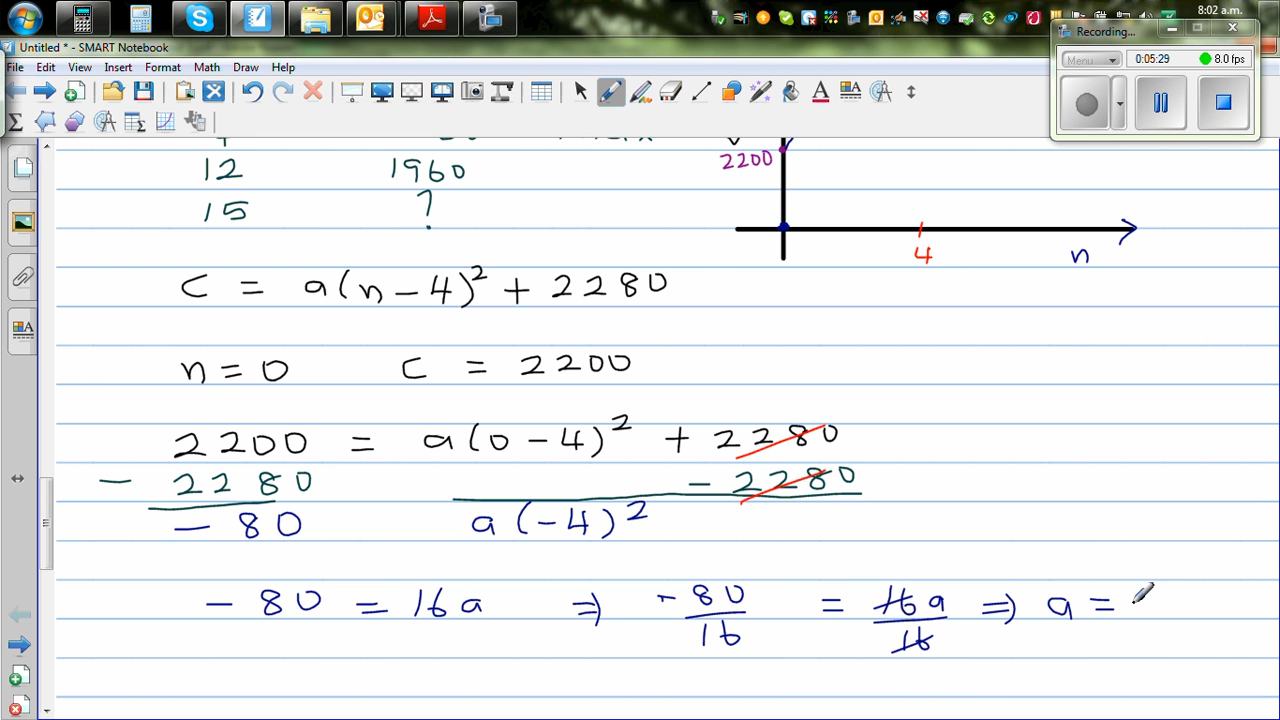 8:02 a.m.
Untitled * - SMART Notebook
Recording...
File Edit View Insert Format Math Draw Help
Menu 0:05:29 8.0 fps
12 1960
2200
15 ?
4 n
C = a(n - 4)² + 2280
n = 0 C = 2200
2200 = a(0 - 4)² + 2280
- 2280 - 2280
- 80 a(-4)²
- 80 = 16a ⇒ -80/16 = 16a/16 ⇒ a =